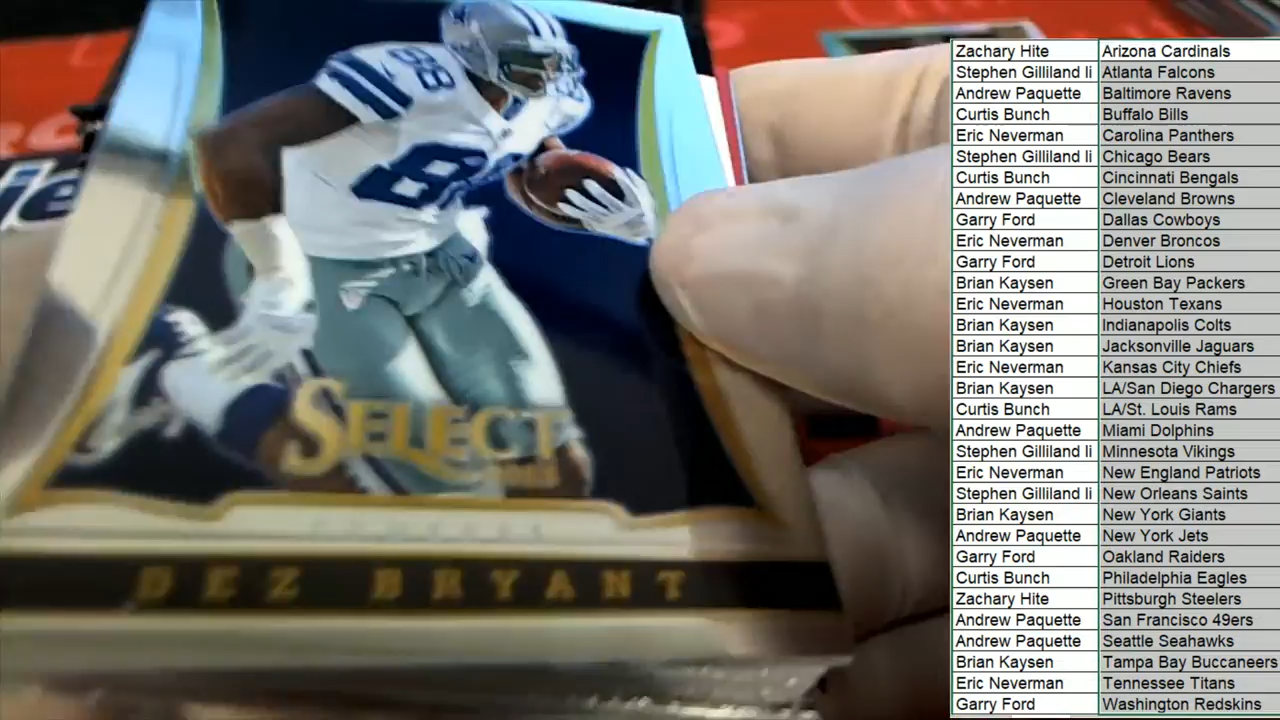 88
88
SELECT
DEZ BRYANT
Zachary Hite Arizona Cardinals
Stephen Gilliland Ii Atlanta Falcons
Andrew Paquette Baltimore Ravens
Curtis Bunch Buffalo Bills
Eric Neverman Carolina Panthers
Stephen Gilliland Ii Chicago Bears
Curtis Bunch Cincinnati Bengals
Andrew Paquette Cleveland Browns
Garry Ford Dallas Cowboys
Eric Neverman Denver Broncos
Garry Ford Detroit Lions
Brian Kaysen Green Bay Packers
Eric Neverman Houston Texans
Brian Kaysen Indianapolis Colts
Brian Kaysen Jacksonville Jaguars
Eric Neverman Kansas City Chiefs
Brian Kaysen LA/San Diego Chargers
Curtis Bunch LA/St. Louis Rams
Andrew Paquette Miami Dolphins
Stephen Gilliland Ii Minnesota Vikings
Eric Neverman New England Patriots
Stephen Gilliland Ii New Orleans Saints
Brian Kaysen New York Giants
Andrew Paquette New York Jets
Garry Ford Oakland Raiders
Curtis Bunch Philadelphia Eagles
Zachary Hite Pittsburgh Steelers
Andrew Paquette San Francisco 49ers
Andrew Paquette Seattle Seahawks
Brian Kaysen Tampa Bay Buccaneers
Eric Neverman Tennessee Titans
Garry Ford Washington Redskins